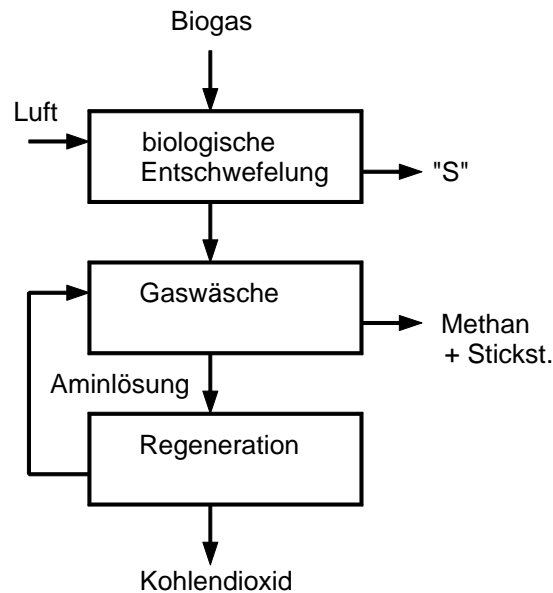 Biogas
Luft
biologische
Entschwefelung
"S"
Gaswäsche
Methan
+ Stickst.
Aminlösung
Regeneration
Kohlendioxid